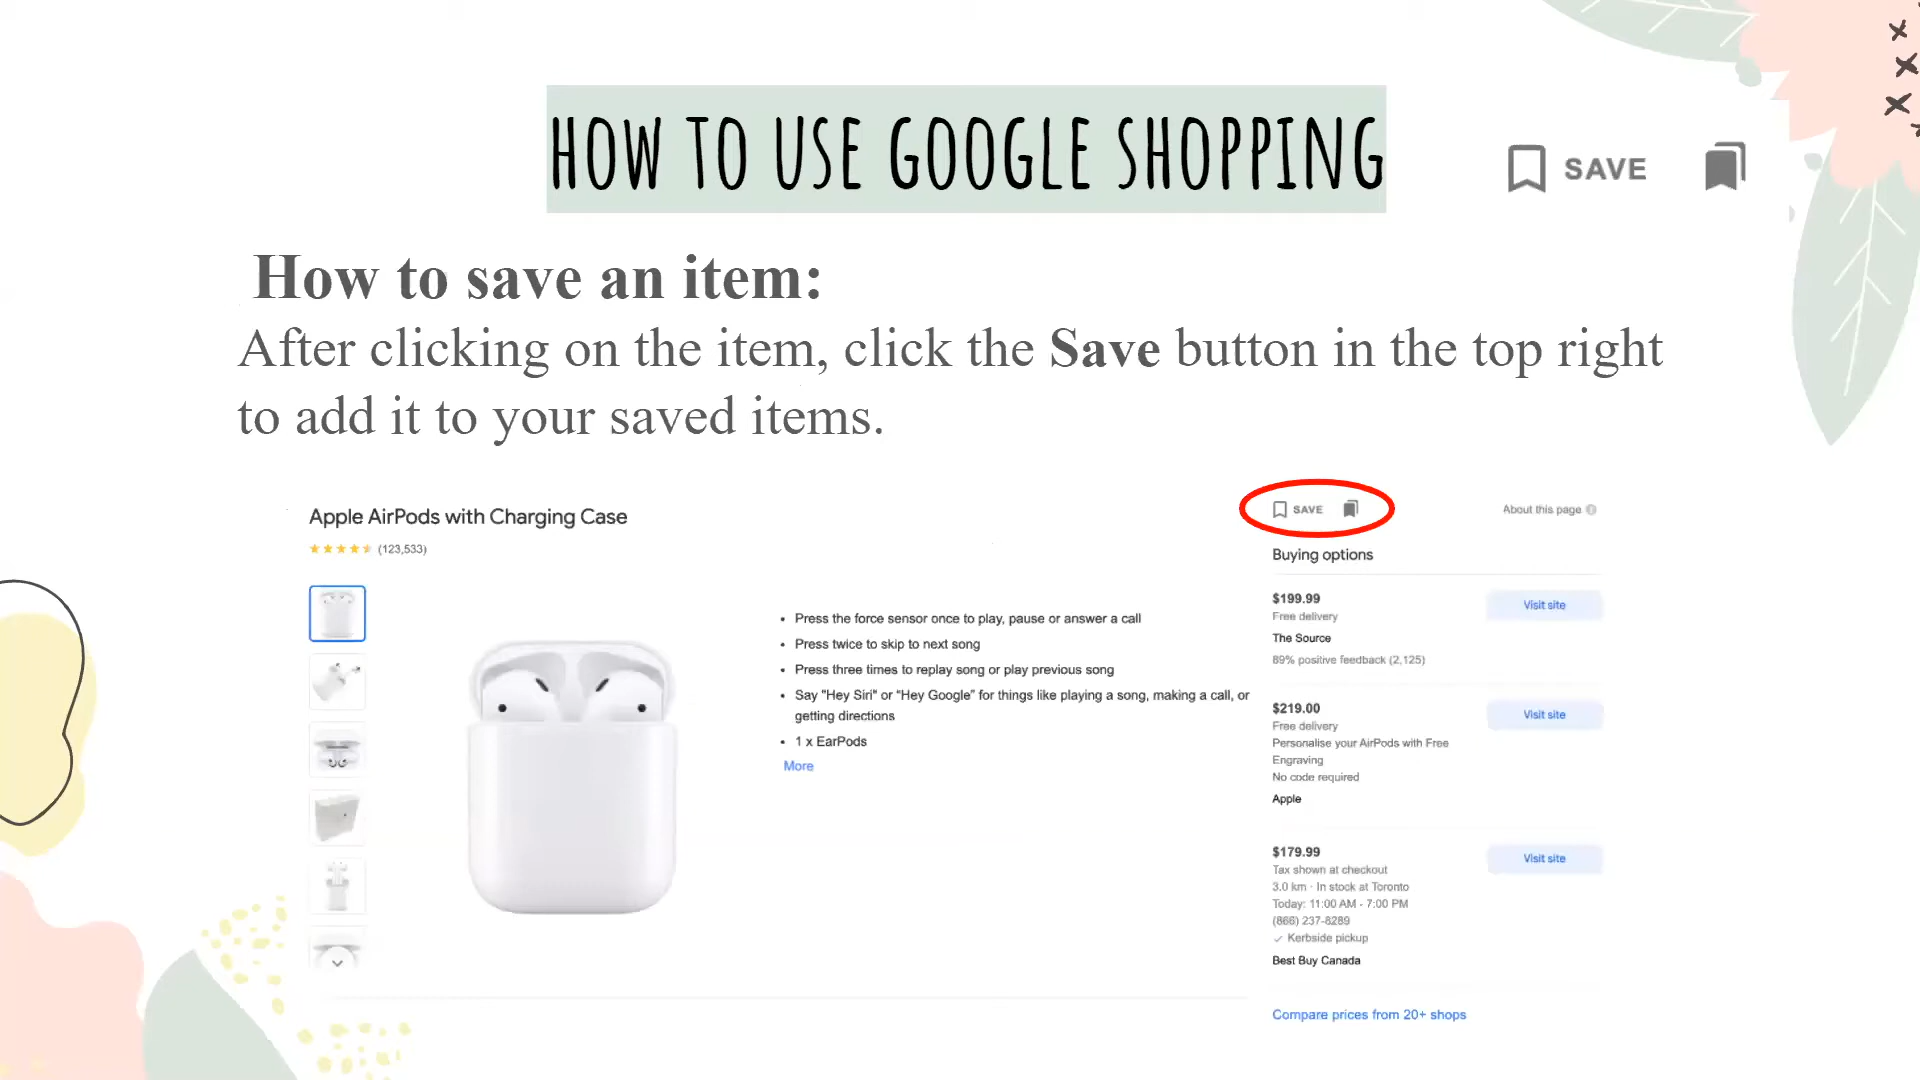 HOW TO USE GOOGLE SHOPPING
SAVE
How to save an item:
After clicking on the item, click the Save button in the top right
to add it to your saved items.
Apple AirPods with Charging Case
(123,533)
SAVE
About this page
Buying options
• Press the force sensor once to play, pause or answer a call
• Press twice to skip to next song
• Press three times to replay song or play previous song
• Say "Hey Siri" or "Hey Google" for things like playing a song, making a call, or
getting directions
• 1 x EarPods
More
$199.99
Visit site
Free delivery
The Source
89% positive feedback (2,125)
$219.00
Visit site
Free delivery
Personalise your AirPods with Free
Engraving
No code required
Apple
$179.99
Visit site
Tax shown at checkout
3.0 km · In stock at Toronto
Today: 11:00 AM - 7:00 PM
(866) 237-8289
Kerbside pickup
Best Buy Canada
Compare prices from 20+ shops